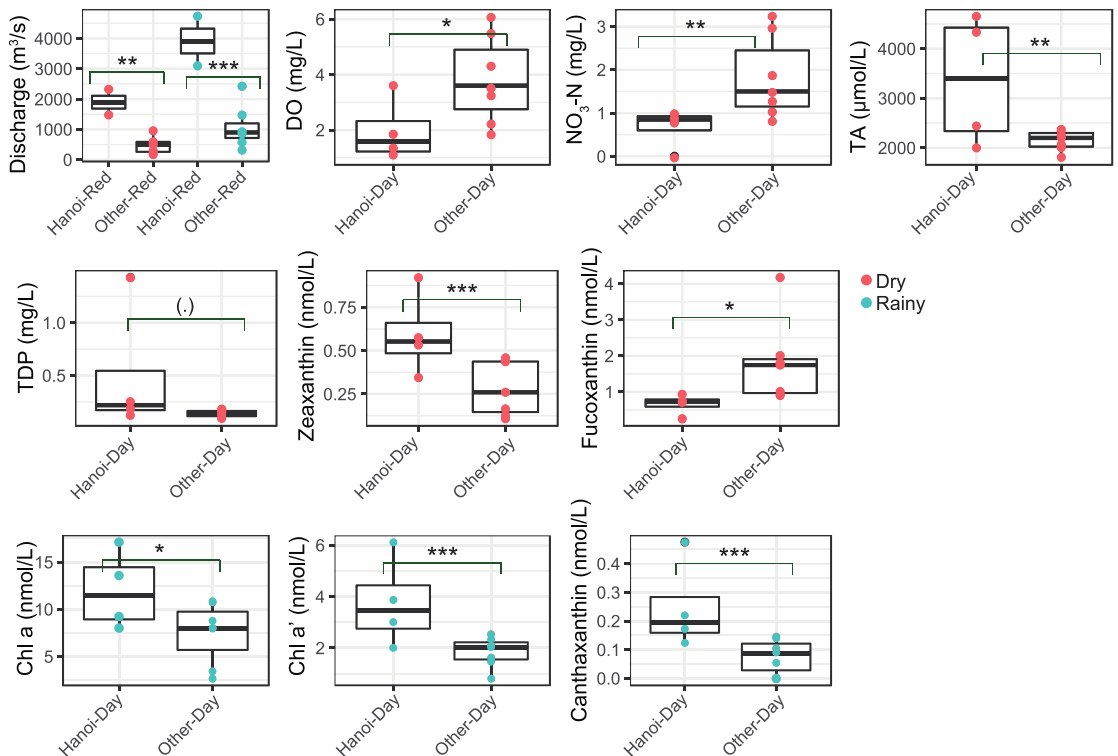 Discharge (m³/s)
4000
3000
2000
1000
0
**
***
Hanoi-Red
Other-Red
Hanoi-Red
Other-Red
DO (mg/L)
6
4
2
*
Hanoi-Day
Other-Day
NO₃-N (mg/L)
3
2
1
0
**
Hanoi-Day
Other-Day
TA (µmol/L)
4000
3000
2000
**
Hanoi-Day
Other-Day
TDP (mg/L)
1.0
0.5
(.)
Hanoi-Day
Other-Day
Zeaxanthin (nmol/L)
0.75
0.50
0.25
***
Hanoi-Day
Other-Day
Fucoxanthin (nmol/L)
4
3
2
1
*
Hanoi-Day
Other-Day
Dry
Rainy
Chl a (nmol/L)
15
10
5
*
Hanoi-Day
Other-Day
Chl a' (nmol/L)
6
4
2
***
Hanoi-Day
Other-Day
Canthaxanthin (nmol/L)
0.4
0.3
0.2
0.1
0.0
***
Hanoi-Day
Other-Day